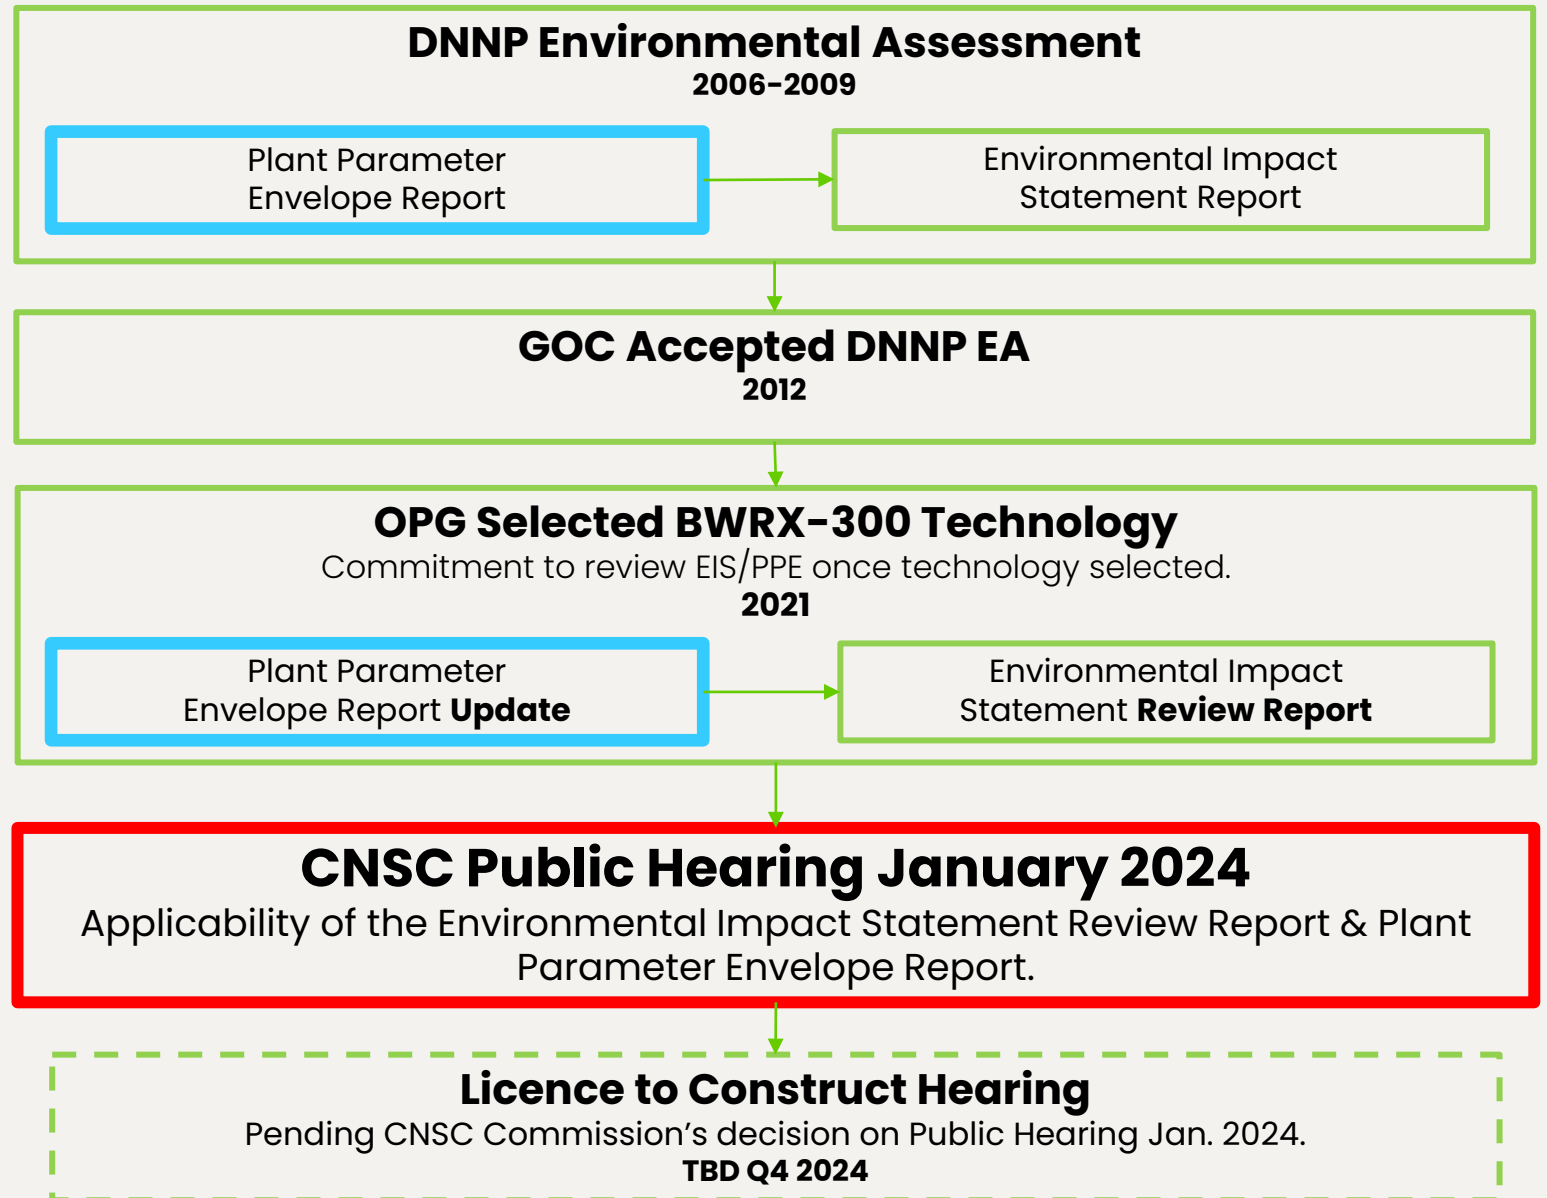 DNNP Environmental Assessment
2006-2009
Plant Parameter
Envelope Report
Environmental Impact
Statement Report
GOC Accepted DNNP EA
2012
OPG Selected BWRX-300 Technology
Commitment to review EIS/PPE once technology selected.
2021
Plant Parameter
Envelope Report Update
Environmental Impact
Statement Review Report
CNSC Public Hearing January 2024
Applicability of the Environmental Impact Statement Review Report & Plant
Parameter Envelope Report.
Licence to Construct Hearing
Pending CNSC Commission's decision on Public Hearing Jan. 2024.
TBD Q4 2024